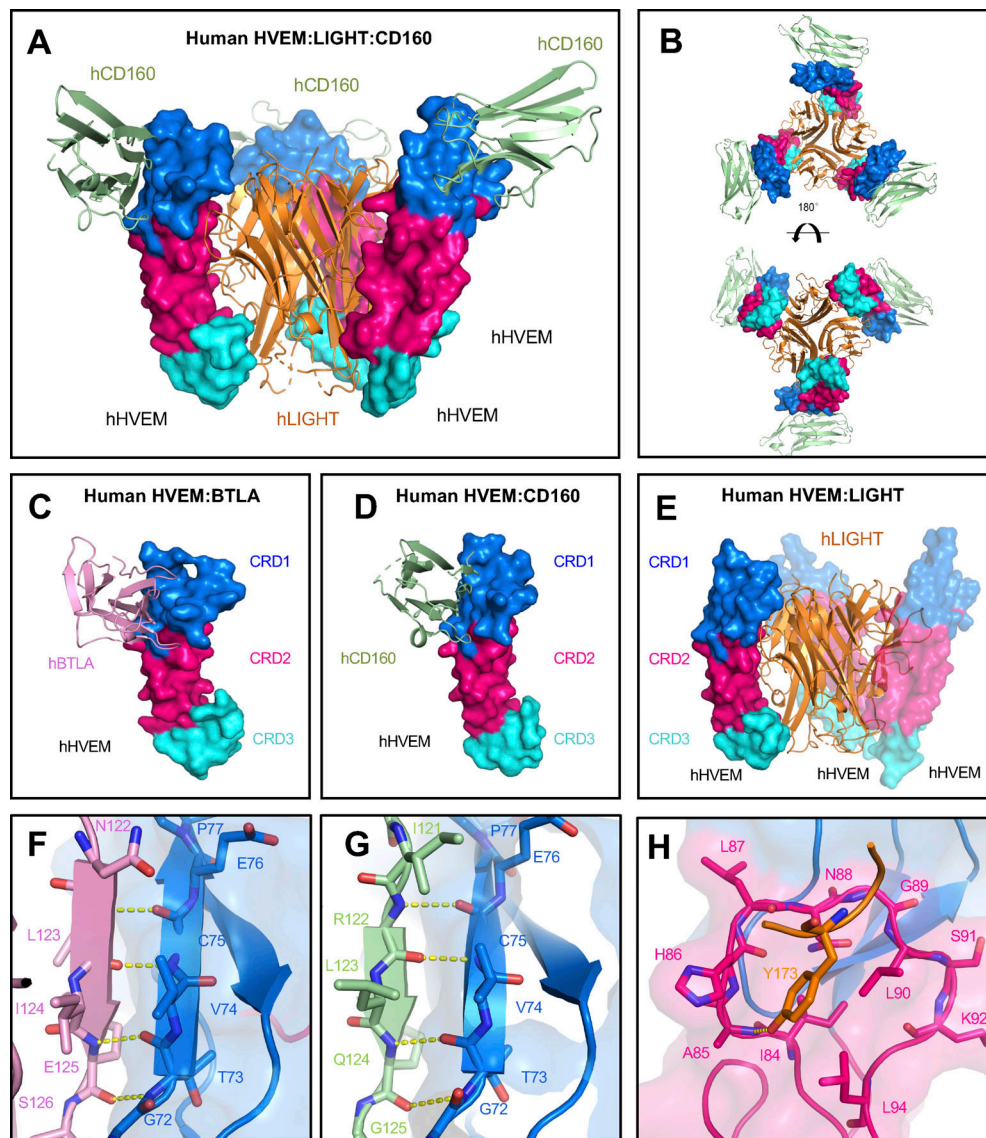 A
Human HVEM:LIGHT:CD160
hCD160
hCD160
hCD160
hHVEM
hHVEM
hLIGHT
hHVEM
B
180°
C
Human HVEM:BTLA
CRD1
hBTLA
CRD2
hHVEM
CRD3
D
Human HVEM:CD160
CRD1
hCD160
CRD2
hHVEM
CRD3
E
Human HVEM:LIGHT
hLIGHT
CRD1
CRD2
CRD3
hHVEM
hHVEM
hHVEM
F
N122
P77
E76
L123
C75
I124
V74
E125
T73
S126
G72
G
I121
P77
E76
R122
C75
L123
V74
Q124
T73
G72
G125
H
L87
N88
G89
S91
H86
Y173
L90
K92
A85
I84
L94